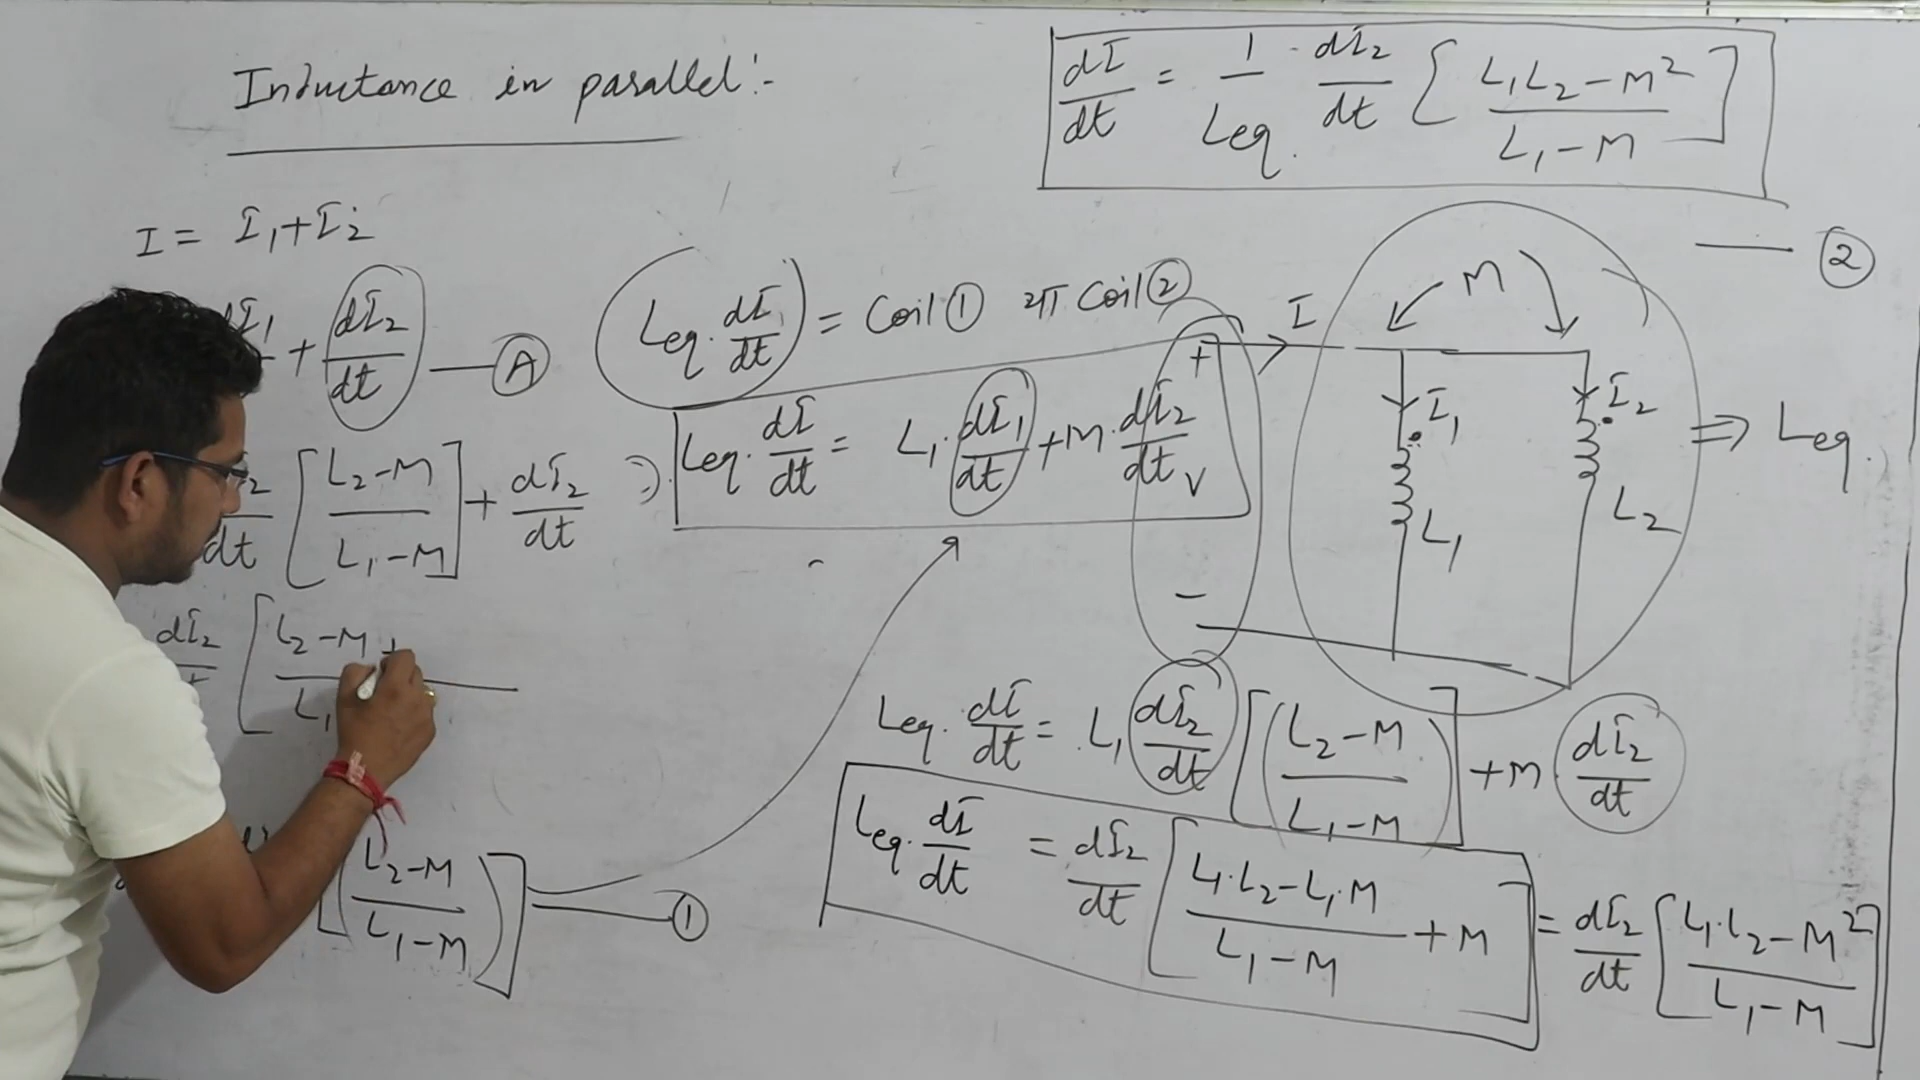 Inductance in parallel:-
I = I₁+I₂
dI₁ + dI₂/dt — Ⓐ
dt [L₂-M / L₁-M] + dI₂/dt
dI₂ [L₂-M+ / L₁
(L₂-M / L₁-M)] — ①
Leq. dI/dt = Coil ① या Coil ②
⇒ Leq. dI/dt = L₁. dI₁/dt + M. dI₂/dt
dI/dt = 1/Leq. . dI₂/dt [L₁L₂-M² / L₁-M]
— ②
M
I
+
V
-
I₁
I₂
L₁
L₂
⇒ Leq.
Leq. dI/dt = L₁ dI₂/dt [(L₂-M / L₁-M)] + M dI₂/dt
Leq. dI/dt = dI₂/dt [L₁.L₂-L₁.M / L₁-M + M] = dI₂/dt [L₁.L₂-M² / L₁-M]